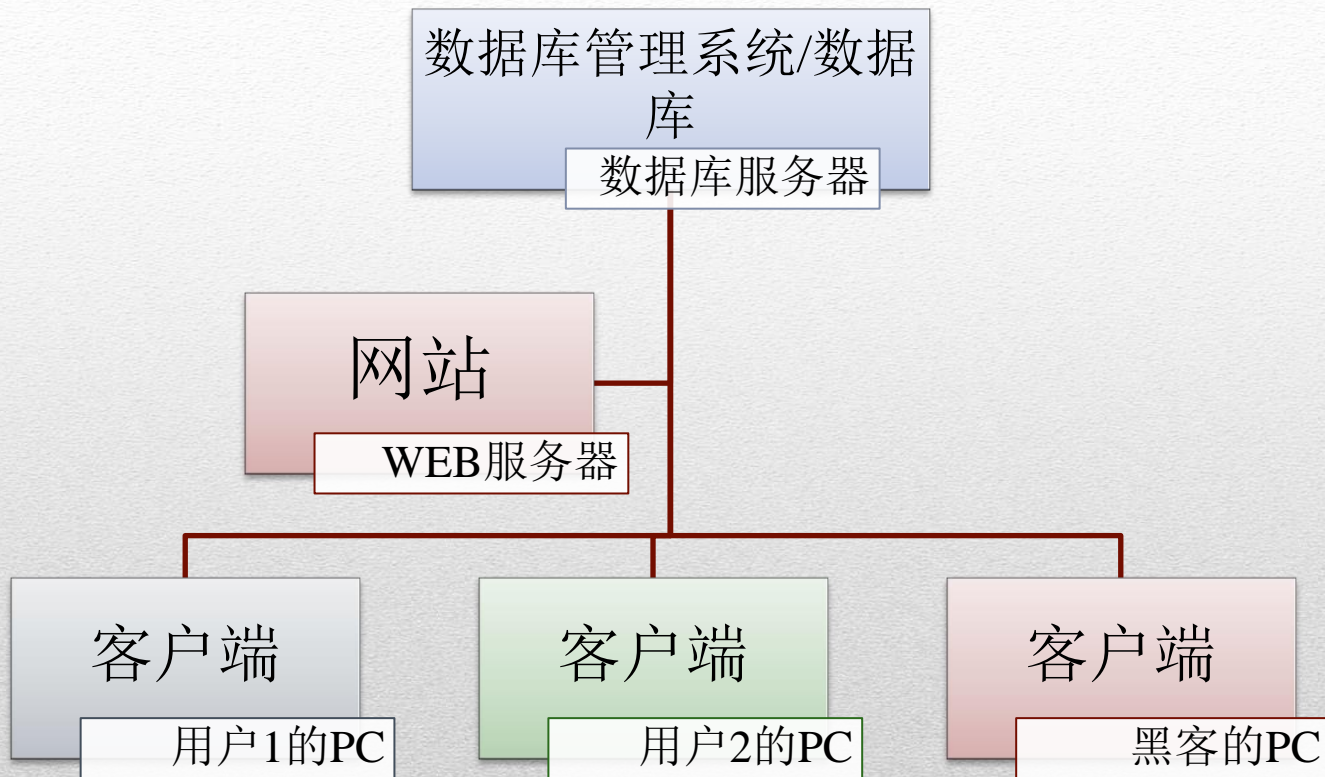 数据库管理系统/数据
库
数据库服务器
网站
WEB服务器
客户端
用户1的PC
客户端
用户2的PC
客户端
黑客的PC